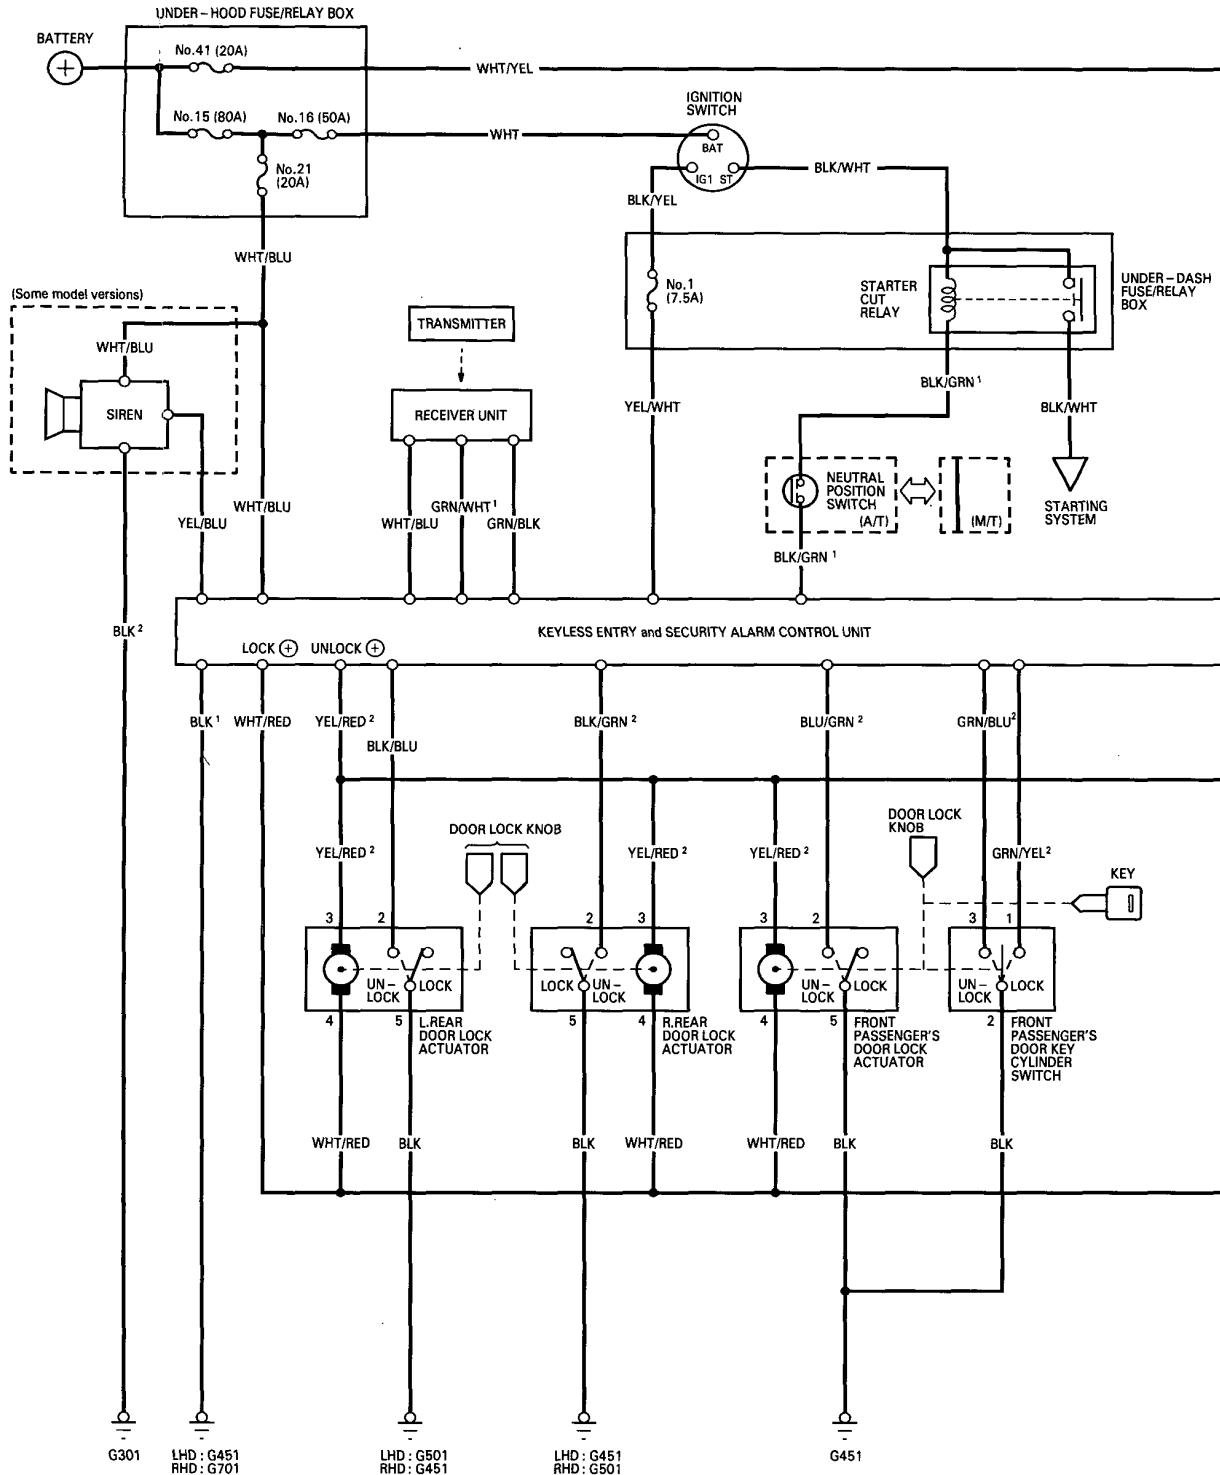 UNDER-HOOD FUSE/RELAY BOX
BATTERY
No.41 (20A)
WHT/YEL
No.15 (80A)
No.16 (50A)
WHT
IGNITION
SWITCH
BAT
IG1 ST
No.21
(20A)
BLK/WHT
BLK/YEL
WHT/BLU
(Some model versions)
WHT/BLU
SIREN
TRANSMITTER
RECEIVER UNIT
No.1
(7.5A)
STARTER
CUT
RELAY
UNDER-DASH
FUSE/RELAY
BOX
BLK/GRN 1
YEL/WHT
BLK/WHT
NEUTRAL
POSITION
SWITCH
(A/T)
(M/T)
STARTING
SYSTEM
YEL/BLU
WHT/BLU
WHT/BLU
GRN/WHT 1
GRN/BLK
BLK/GRN 1
BLK 2
KEYLESS ENTRY and SECURITY ALARM CONTROL UNIT
LOCK +
UNLOCK +
BLK 1
WHT/RED
YEL/RED 2
BLK/BLU
BLK/GRN 2
BLU/GRN 2
GRN/BLU 2
DOOR LOCK KNOB
DOOR LOCK
KNOB
YEL/RED 2
YEL/RED 2
YEL/RED 2
GRN/YEL 2
KEY
3 2
2 3
3 2
3 1
UN-
LOCK
LOCK
LOCK
UN-
LOCK
UN-
LOCK
LOCK
UN-
LOCK
LOCK
4 5
5 4
4 5
2
L.REAR
DOOR LOCK
ACTUATOR
R.REAR
DOOR LOCK
ACTUATOR
FRONT
PASSENGER'S
DOOR LOCK
ACTUATOR
FRONT
PASSENGER'S
DOOR KEY
CYLINDER
SWITCH
WHT/RED
BLK
BLK
WHT/RED
WHT/RED
BLK
BLK
G301
LHD : G451
RHD : G701
LHD : G501
RHD : G451
LHD : G451
RHD : G501
G451